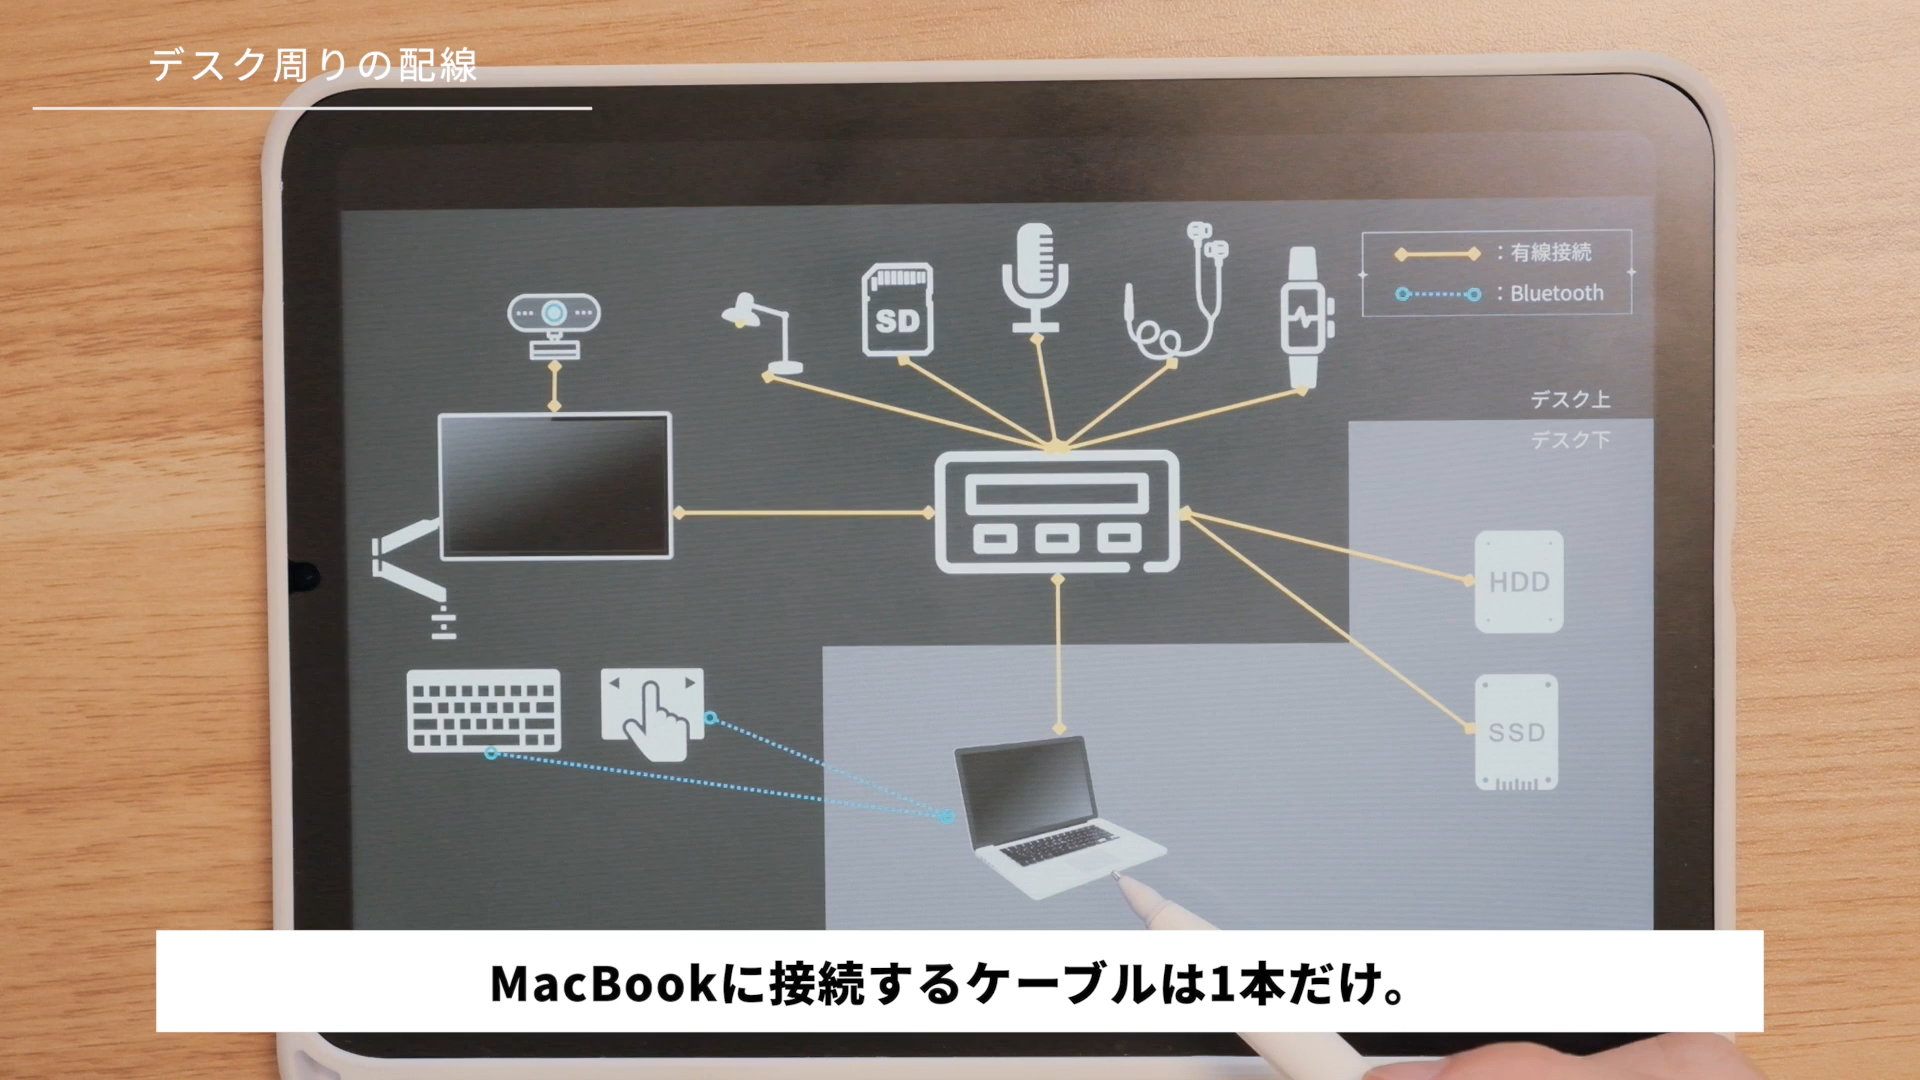 デスク周りの配線
：有線接続
：Bluetooth
SD
デスク上
デスク下
HDD
SSD
MacBookに接続するケーブルは1本だけ。